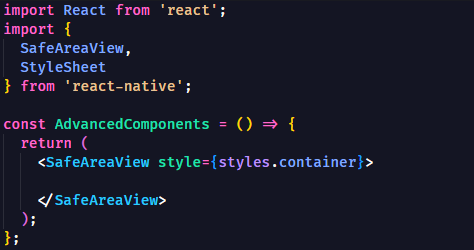 import React from 'react';
import {
  SafeAreaView,
  StyleSheet
} from 'react-native';

const AdvancedComponents = () => {
  return (
    <SafeAreaView style={styles.container}>

    </SafeAreaView>
  );
};